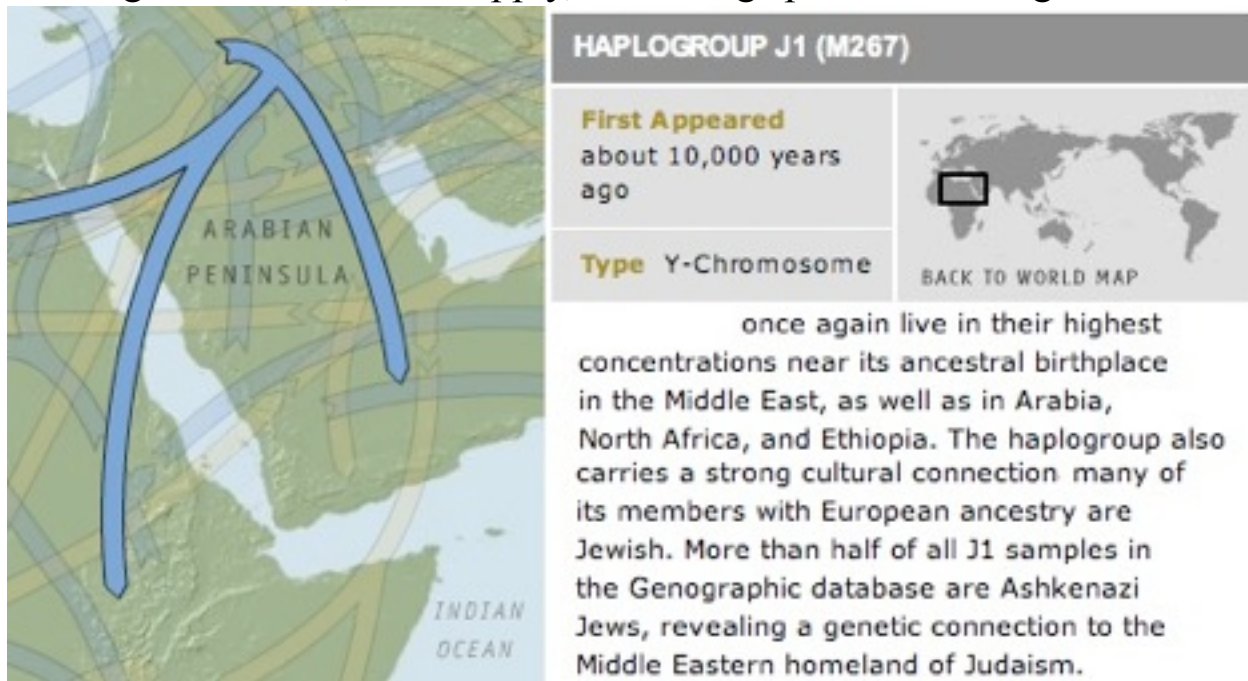 HAPLOGROUP J1 (M267)
First Appeared
about 10,000 years
ago
Type Y-Chromosome
BACK TO WORLD MAP
ARABIAN
PENINSULA
INDIAN
OCEAN
once again live in their highest
concentrations near its ancestral birthplace
in the Middle East, as well as in Arabia,
North Africa, and Ethiopia. The haplogroup also
carries a strong cultural connection many of
its members with European ancestry are
Jewish. More than half of all J1 samples in
the Genographic database are Ashkenazi
Jews, revealing a genetic connection to the
Middle Eastern homeland of Judaism.